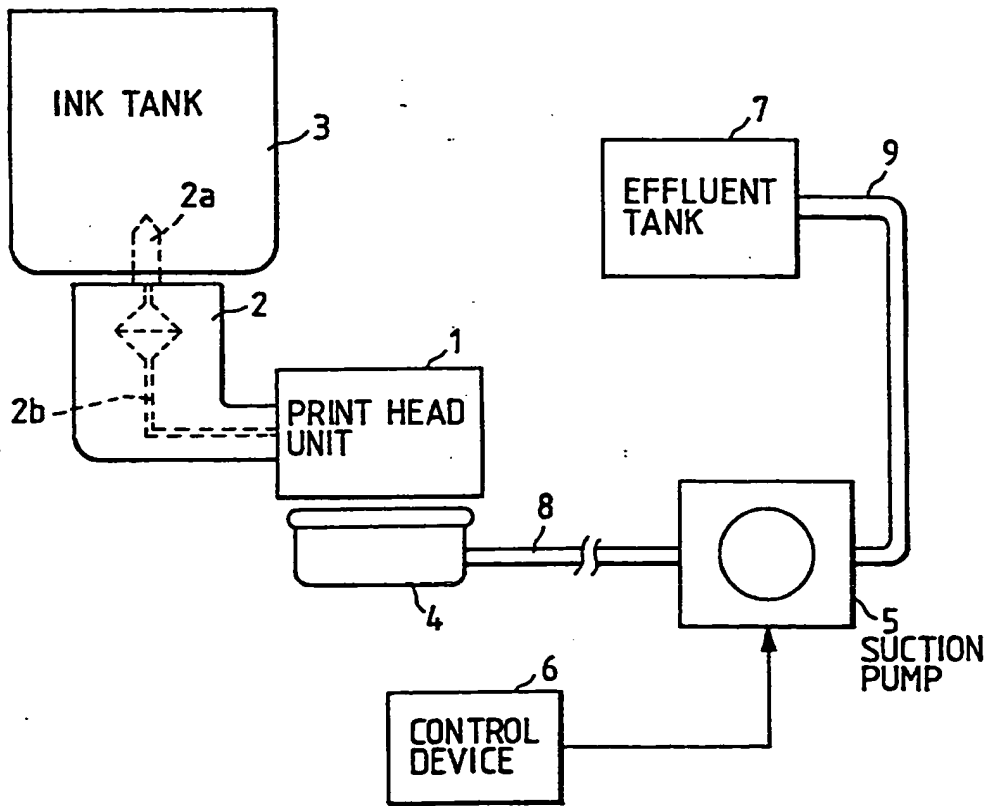 INK TANK
3
2a
2
2b
1
PRINT HEAD
UNIT
7
EFFLUENT
TANK
9
8
4
5
SUCTION
PUMP
6
CONTROL
DEVICE